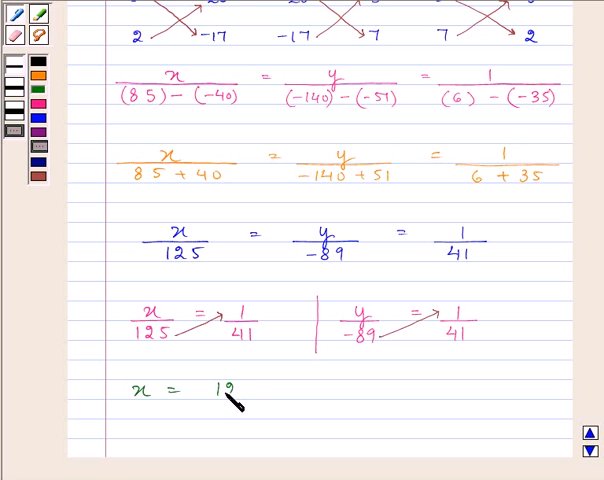 2 -17 -17 7 7 2
x/((85) - (-40)) = y/((-140) - (-51)) = 1/((6) - (-35))
x/(85 + 40) = y/(-140 + 51) = 1/(6 + 35)
x/125 = y/-89 = 1/41
x/125 = 1/41 | y/-89 = 1/41
x = 12